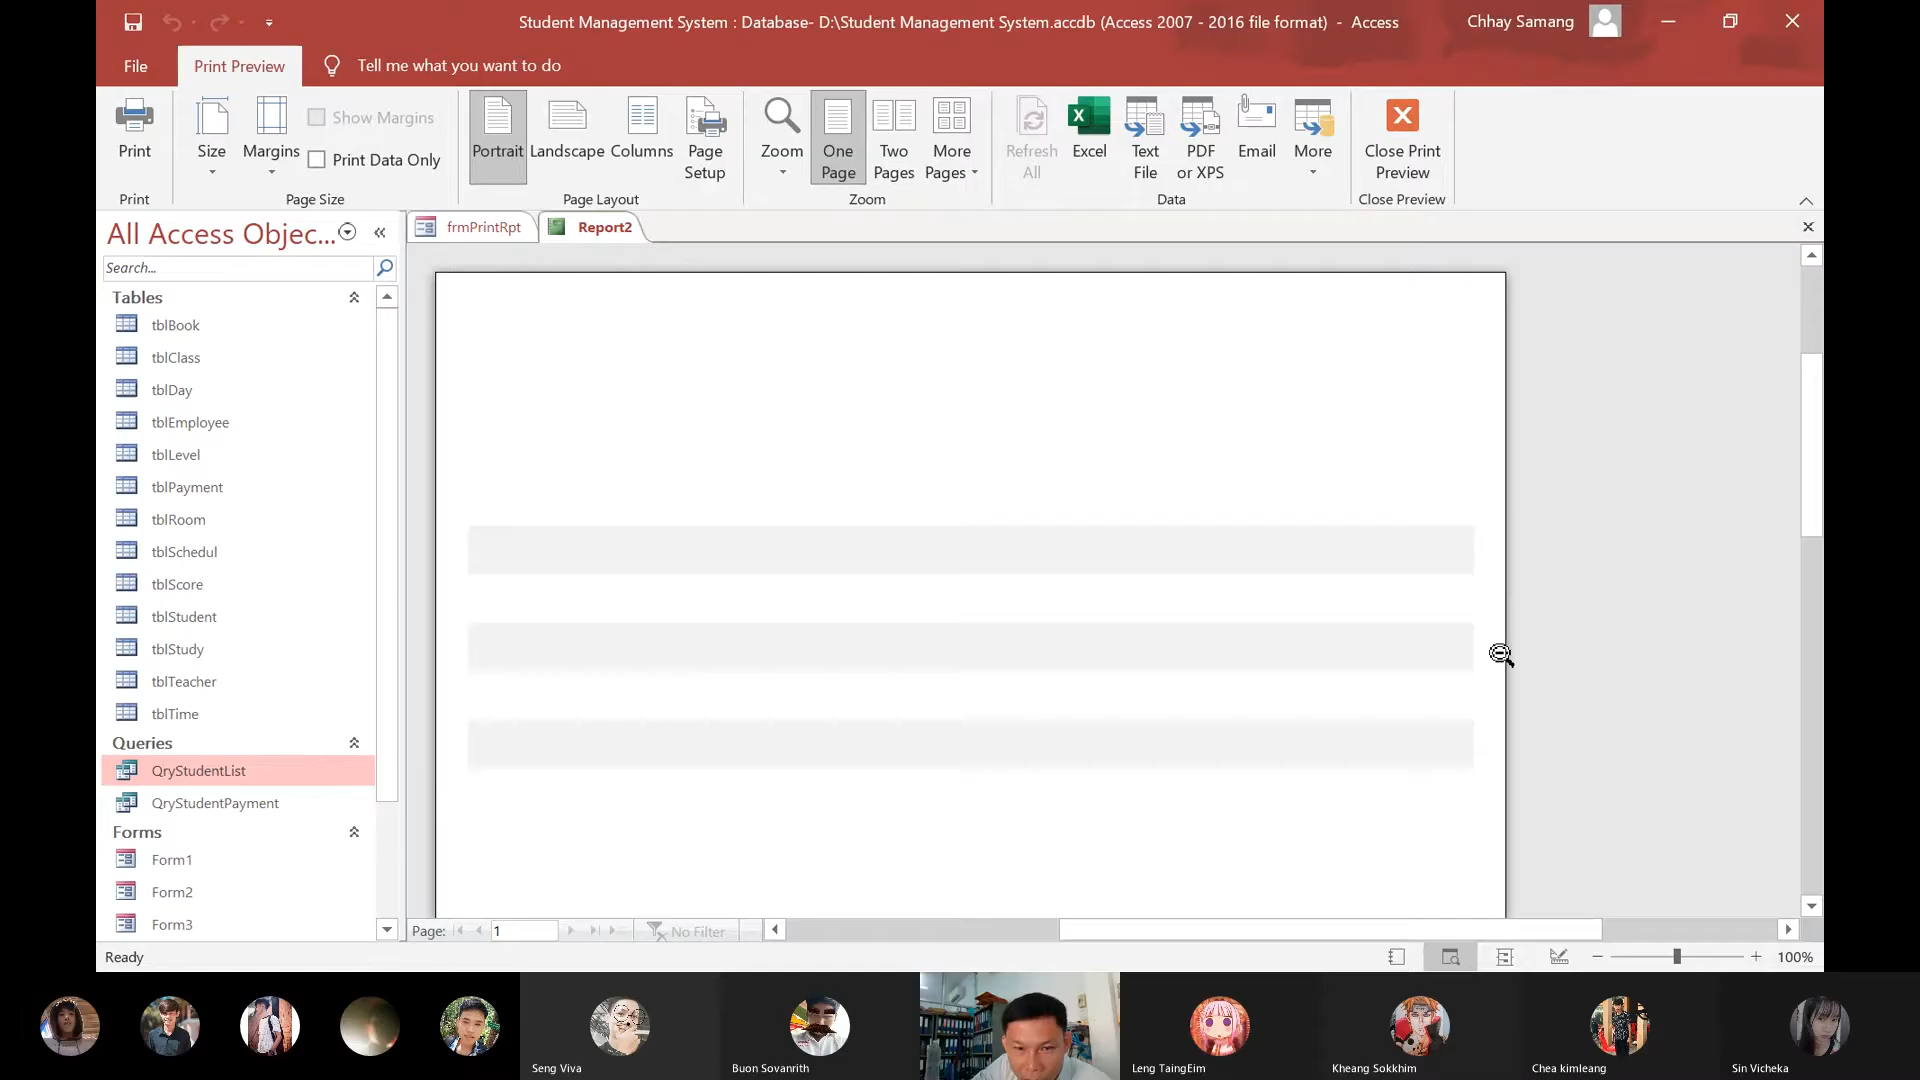 Student Management System : Database- D:\Student Management System.accdb (Access 2007 - 2016 file format)  -  Access
Chhay Samang
File
Print Preview
Tell me what you want to do
Print
Size
Margins
Show Margins
Print Data Only
Portrait
Landscape
Columns
Page Setup
Zoom
One Page
Two Pages
More Pages
Refresh All
Excel
Text File
PDF or XPS
Email
More
Close Print Preview
Print
Page Size
Page Layout
Zoom
Data
Close Preview
All Access Objec...
frmPrintRpt
Report2
Search...
Tables
tblBook
tblClass
tblDay
tblEmployee
tblLevel
tblPayment
tblRoom
tblSchedul
tblScore
tblStudent
tblStudy
tblTeacher
tblTime
Queries
QryStudentList
QryStudentPayment
Forms
Form1
Form2
Form3
Page:
1
No Filter
Ready
100%
Seng Viva
Buon Sovanrith
Leng TaingEim
Kheang Sokkhim
Chea kimleang
Sin Vicheka